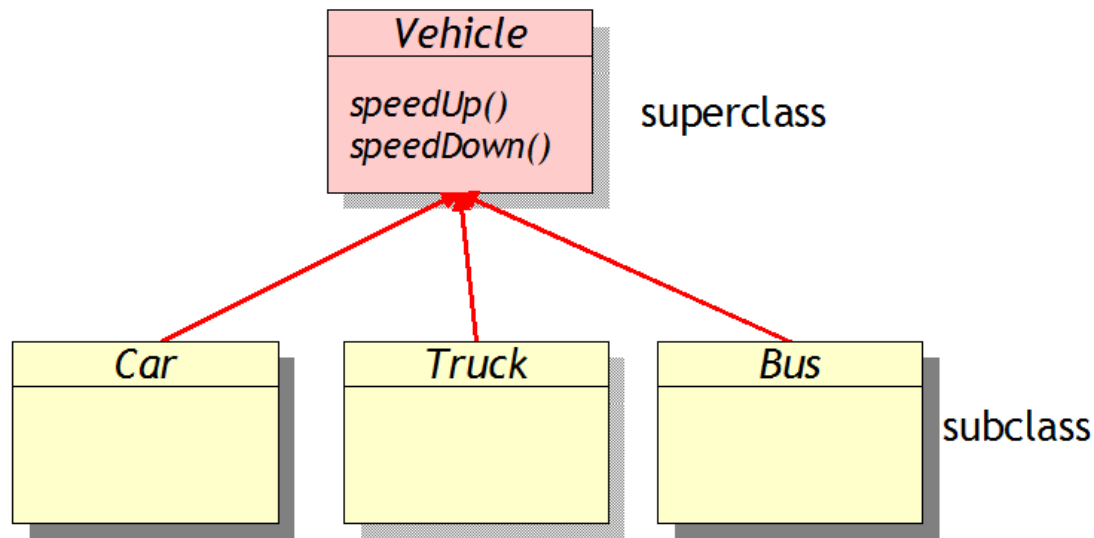 Vehicle
speedUp()
speedDown()
superclass
Car
Truck
Bus
subclass